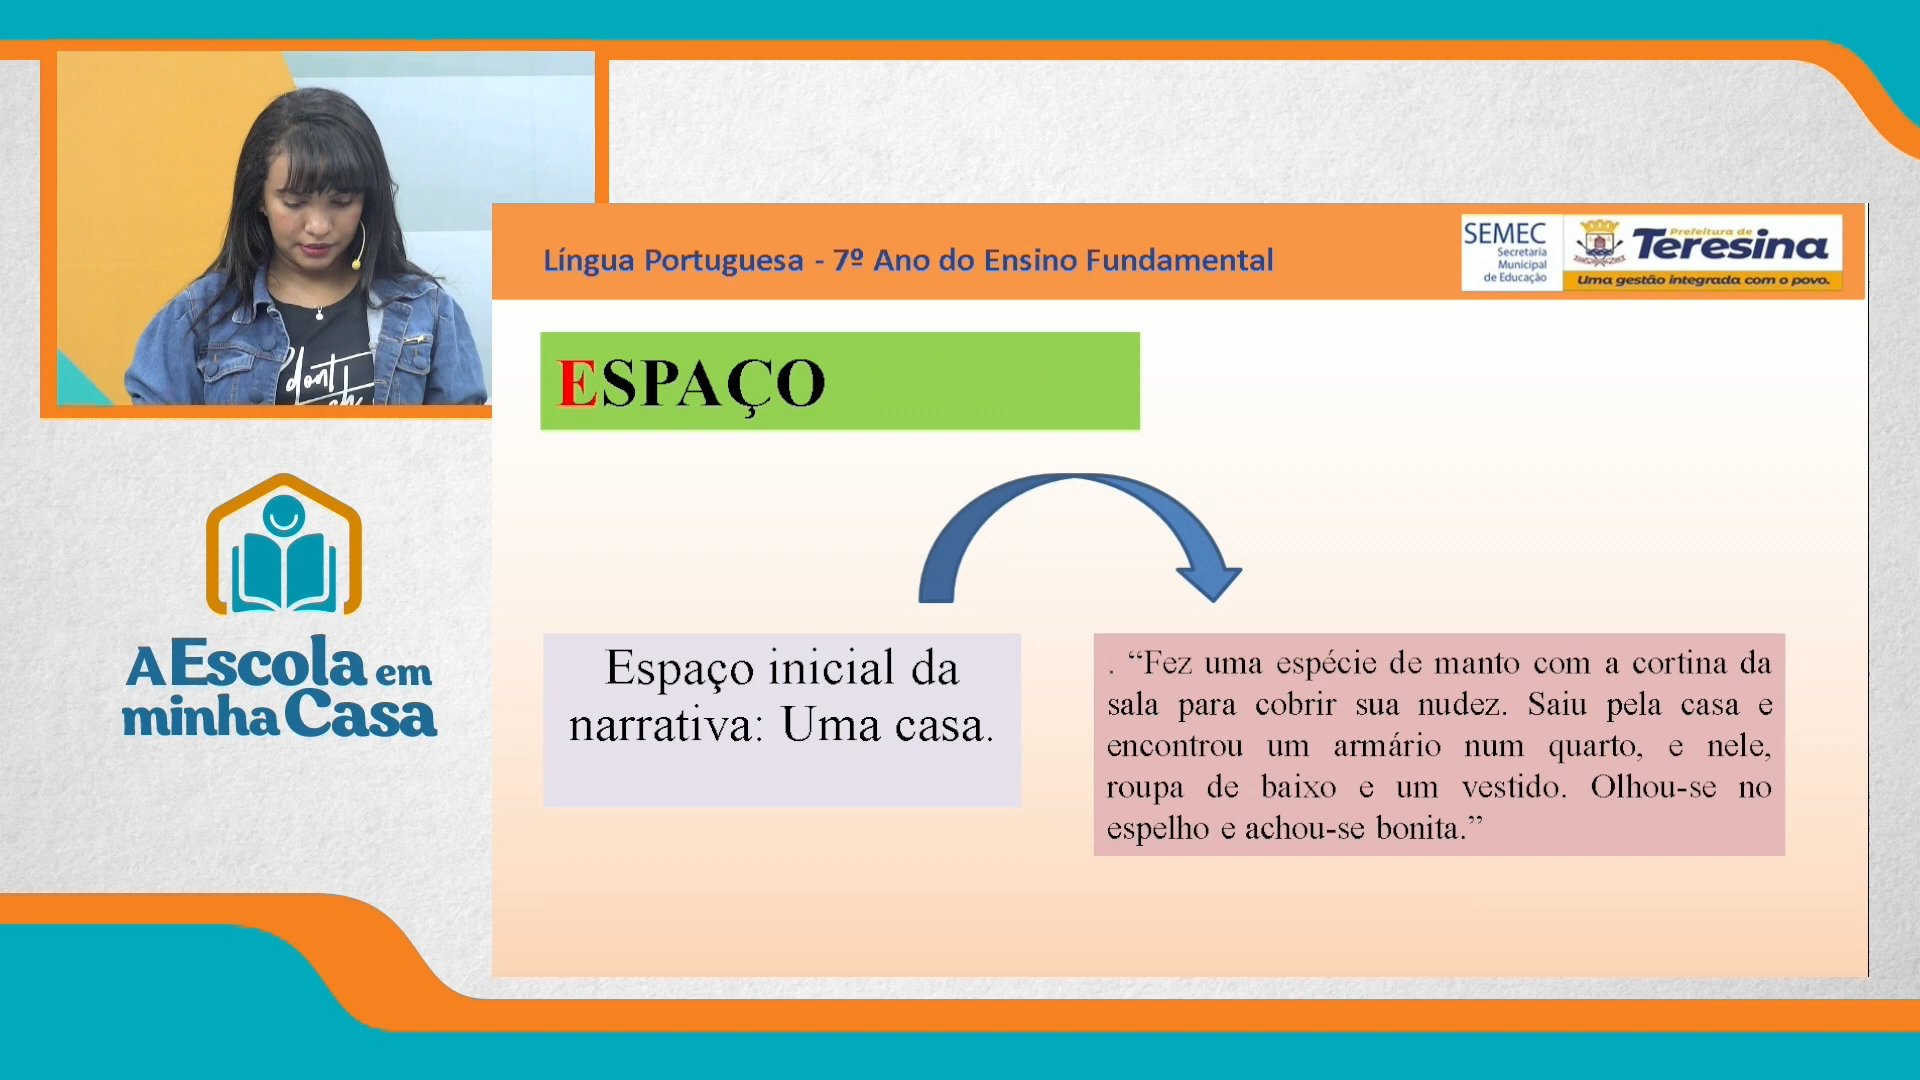 Língua Portuguesa - 7º Ano do Ensino Fundamental
SEMEC
Secretaria
Municipal
de Educação
Prefeitura de
Teresina
Uma gestão integrada com o povo.
ESPAÇO
dont
Espaço inicial da
narrativa: Uma casa.
. “Fez uma espécie de manto com a cortina da
sala para cobrir sua nudez. Saiu pela casa e
encontrou um armário num quarto, e nele,
roupa de baixo e um vestido. Olhou-se no
espelho e achou-se bonita.”
A Escola em
minha Casa